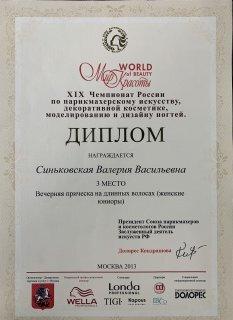 WORLD
of BEAUTY
Мир Красоты
XIX Чемпионат России
по парикмахерскому искусству,
декоративной косметике,
моделированию и дизайну ногтей.
ДИПЛОМ
НАГРАЖДАЕТСЯ
Синьковская Валерия Васильевна
3 МЕСТО
Вечерняя прическа на длинных волосах (женские
юниоры)
Президент Союза парикмахеров
и косметологов России
Заслуженный деятель
искусств РФ
Долорес Кондрашова
МОСКВА 2013
WELLA
Londa
PROFESSIONAL
TIGI
Kapous
ДОЛОРЕС